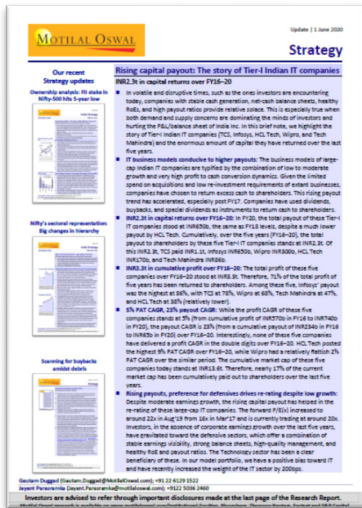 Update | 1 June 2020
MOTILAL OSWAL
Strategy
Our recent
Strategy updates
Ownership analysis: FII stake in
Nifty-500 hits 5-year low
Nifty's sectoral representation:
Big changes in hierarchy
Scanning for buybacks
amidst debris
Rising capital payout: The story of Tier-I Indian IT companies
INR2.3t in capital returns over FY16–20
In volatile and disruptive times, such as the ones investors are encountering
today, companies with stable cash generation, net-cash balance sheets, healthy
RoEs, and high payout ratios provide relative solace. This is especially true when
both demand and supply concerns are dominating the minds of investors and
hurting the P&L/balance sheet of India Inc. In this brief note, we highlight the
story of Tier-I Indian IT companies (TCS, Infosys, HCL Tech, Wipro, and Tech
Mahindra) and the enormous amount of capital they have returned over the last
five years.
IT business models conducive to higher payouts: The business models of large-
cap Indian IT companies are typified by the combination of low to moderate
growth and very high profit to cash conversion dynamics. Given the limited
spend on acquisitions and low re-investment requirements of extant businesses,
companies have chosen to return excess cash to shareholders. This rising payout
trend has accelerated, especially post FY17. Companies have used dividends,
buybacks, and special dividends as instruments to return cash to shareholders.
INR2.3t in capital returns over FY16–20: In FY20, the total payout of these Tier-I
IT companies stood at INR650b, the same as FY18 levels, despite a much lower
payout by HCL Tech. Cumulatively, over the five years (FY16–20), the total
payout to shareholders by these five Tier-I IT companies stands at INR2.3t. Of
this INR2.3t, TCS paid INR1.1t, Infosys INR650b, Wipro INR300b, HCL Tech
INR170b, and Tech Mahindra INR86b.
INR3.3t in cumulative profit over FY16–20: The total profit of these five
companies over FY16–20 stood at INR3.3t. Therefore, 71% of the total profit of
five years has been returned to shareholders. Among these five, Infosys' payout
was the highest at 86%, with TCS at 78%, Wipro at 68%, Tech Mahindra at 47%,
and HCL Tech at 38% (relatively lower).
5% PAT CAGR, 23% payout CAGR: While the profit CAGR of these five
companies stands at 5% (from cumulative profit of INR570b in FY16 to INR740b
in FY20), the payout CAGR is 23% (from a cumulative payout of INR234b in FY16
to INR65b in FY20) over FY16–20. Interestingly, none of these five companies
have delivered a profit CAGR in the double digits over FY16–20. HCL Tech posted
the highest 9% PAT CAGR over FY16–20, while Wipro had a relatively flattish 2%
PAT CAGR over the similar period. The cumulative market cap of these five
companies today stands at INR13.6t. Therefore, nearly 17% of the current
market cap has been cumulatively paid out to shareholders over the last five
years.
Rising payouts, preference for defensives drives re-rating despite low growth:
Despite moderate earnings growth, the rising capital payout has helped in the
re-rating of these large-cap IT companies. The forward P/E(x) increased to
around 22x in Aug'19 from 16x in Mar'17 and is currently trading at around 20x.
Investors, in the absence of corporate earnings growth over the last five years,
have gravitated toward the defensive sectors, which offer a combination of
stable earnings visibility, strong balance sheets, high-quality management, and
healthy RoE and payout ratios. The Technology sector has been a clear
beneficiary of these. In our model portfolio, we have a positive bias toward IT
and have recently increased the weight of the IT sector by 200bps.
Gautam Duggad (Gautam.Duggad@MotilalOswal.com); +91 22 6129 1522
Jayant Parasramka (Jayant.Parasramka@motilaloswal.com); +9122 5036 2460
Investors are advised to refer through important disclosures made at the last page of the Research Report.